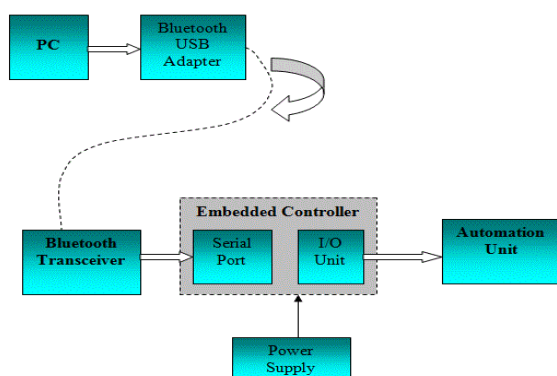 PC
Bluetooth
USB
Adapter
Embedded Controller
Bluetooth
Transceiver
Serial
Port
I/O
Unit
Automation
Unit
Power
Supply